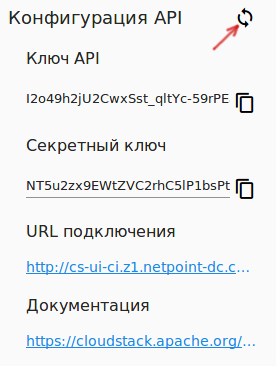 Конфигурация API
Ключ API
I2o49h2jU2CwxSst_qltYc-59rPE
Секретный ключ
NT5u2zx9EWtZVC2rhC5lP1bsPt
URL подключения
http://cs-ui-ci.z1.netpoint-dc.c...
Документация
https://cloudstack.apache.org/...